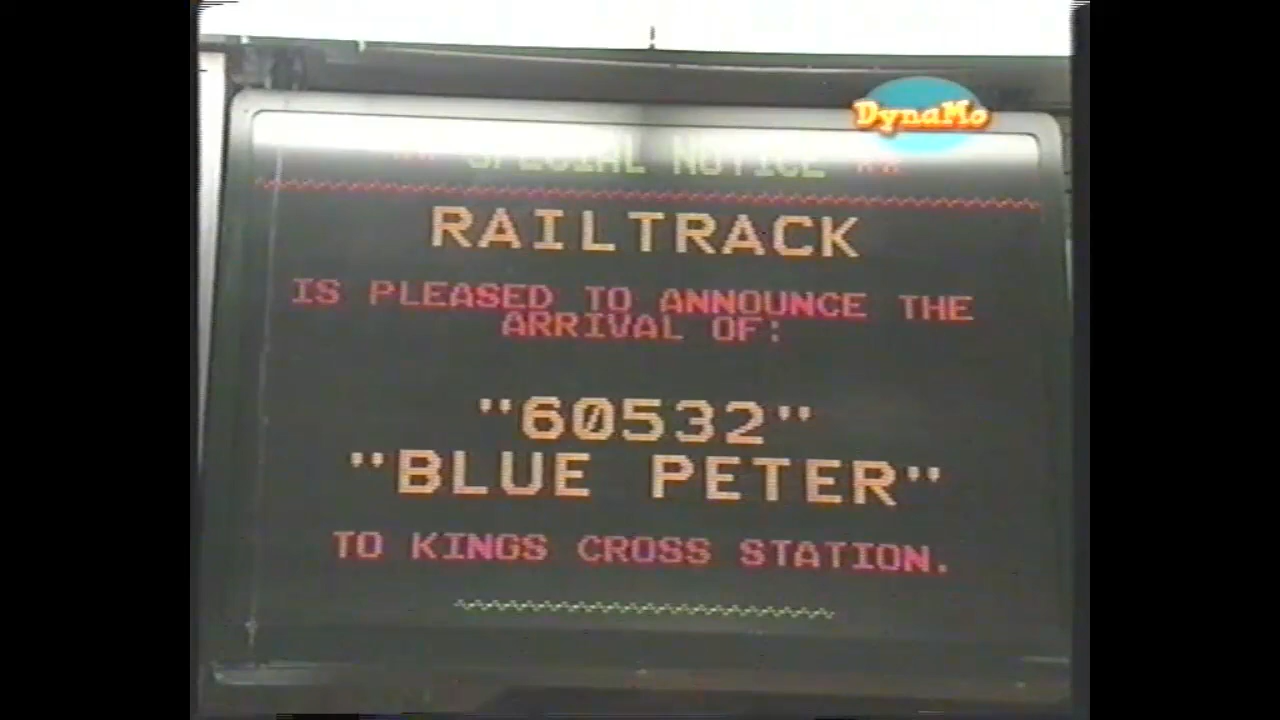 DynaMo
** SPECIAL NOTICE **
RAILTRACK
IS PLEASED TO ANNOUNCE THE
ARRIVAL OF:
"60532"
"BLUE PETER"
TO KINGS CROSS STATION.